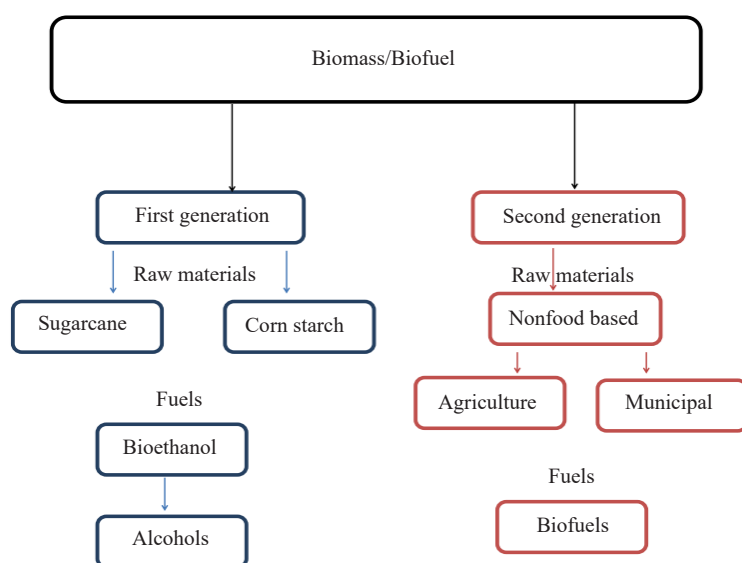 Biomass/Biofuel
First generation
Second generation
Raw materials
Raw materials
Sugarcane
Corn starch
Nonfood based
Agriculture
Municipal
Fuels
Bioethanol
Alcohols
Fuels
Biofuels